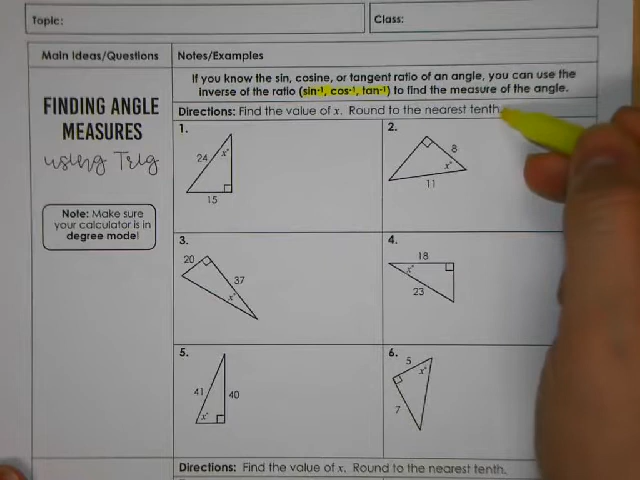 Topic:
Class:
Main Ideas/Questions
Notes/Examples
FINDING ANGLE
MEASURES
using Trig
Note: Make sure
your calculator is in
degree mode!
If you know the sin, cosine, or tangent ratio of an angle, you can use the
inverse of the ratio (sin⁻¹, cos⁻¹, tan⁻¹) to find the measure of the angle.
Directions: Find the value of x. Round to the nearest tenth.
1.
24
x°
15
2.
8
x°
11
3.
20
37
x°
4.
18
x°
23
5.
41
40
x°
6.
5
x°
7
Directions: Find the value of x. Round to the nearest tenth.